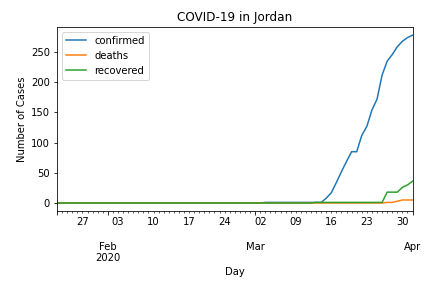 COVID-19 in Jordan
confirmed
deaths
recovered
Number of Cases
250
200
150
100
50
0
27 03 10 17 24 02 09 16 23 30
Feb Mar Apr
2020
Day